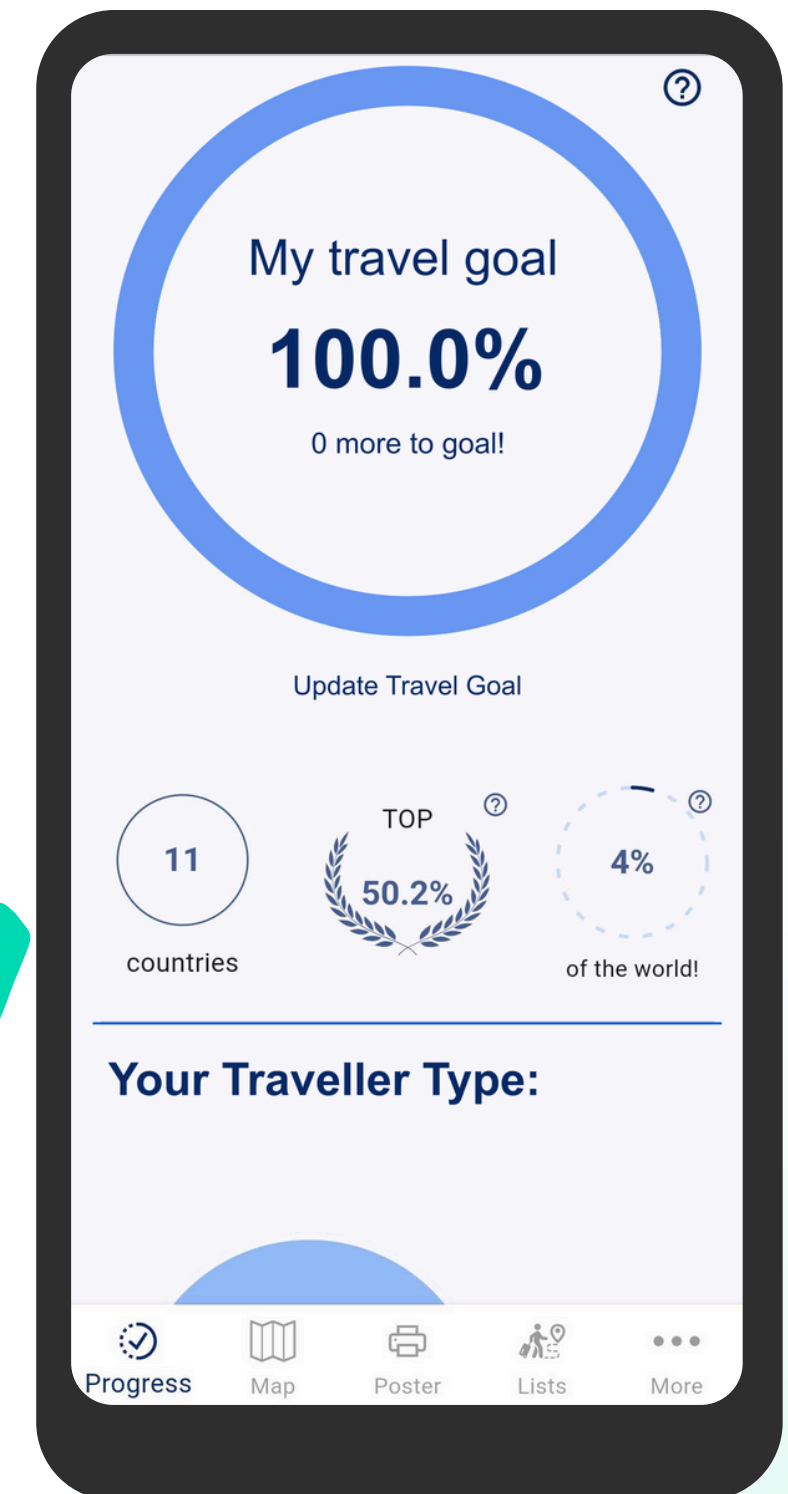 ?
My travel goal
100.0%
0 more to goal!
Update Travel Goal
11
countries
TOP
?
50.2%
?
4%
of the world!
Your Traveller Type:
Progress
Map
Poster
Lists
More